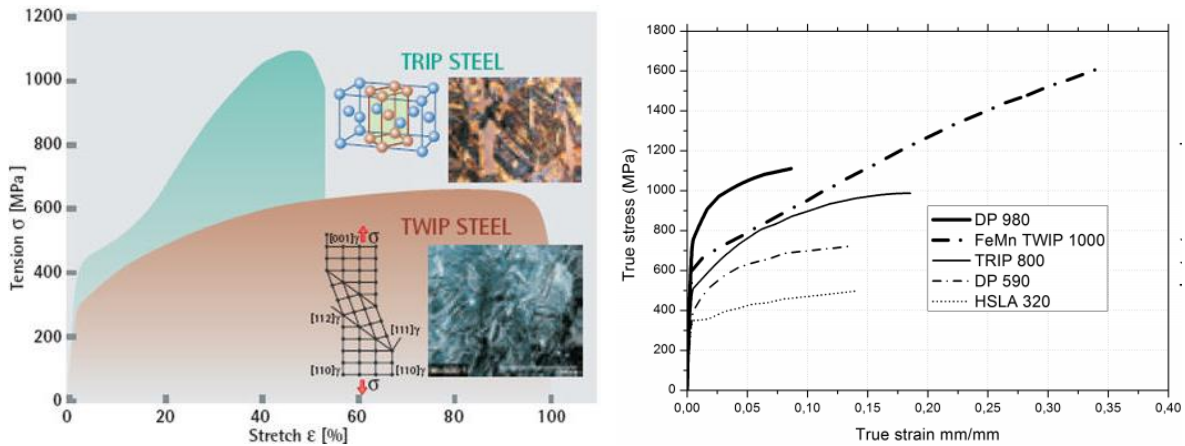 1200
1000
800
600
400
200
0
Tension σ [MPa]
TRIP STEEL
TWIP STEEL
[001]γ
σ
[112]γ
[111]γ
[110]γ
[110]γ
σ
0
20
40
60
80
100
Stretch ε [%]
1800
1600
1400
1200
1000
800
600
400
200
0
True stress (MPa)
DP 980
FeMn TWIP 1000
TRIP 800
DP 590
HSLA 320
0,00
0,05
0,10
0,15
0,20
0,25
0,30
0,35
0,40
True strain mm/mm